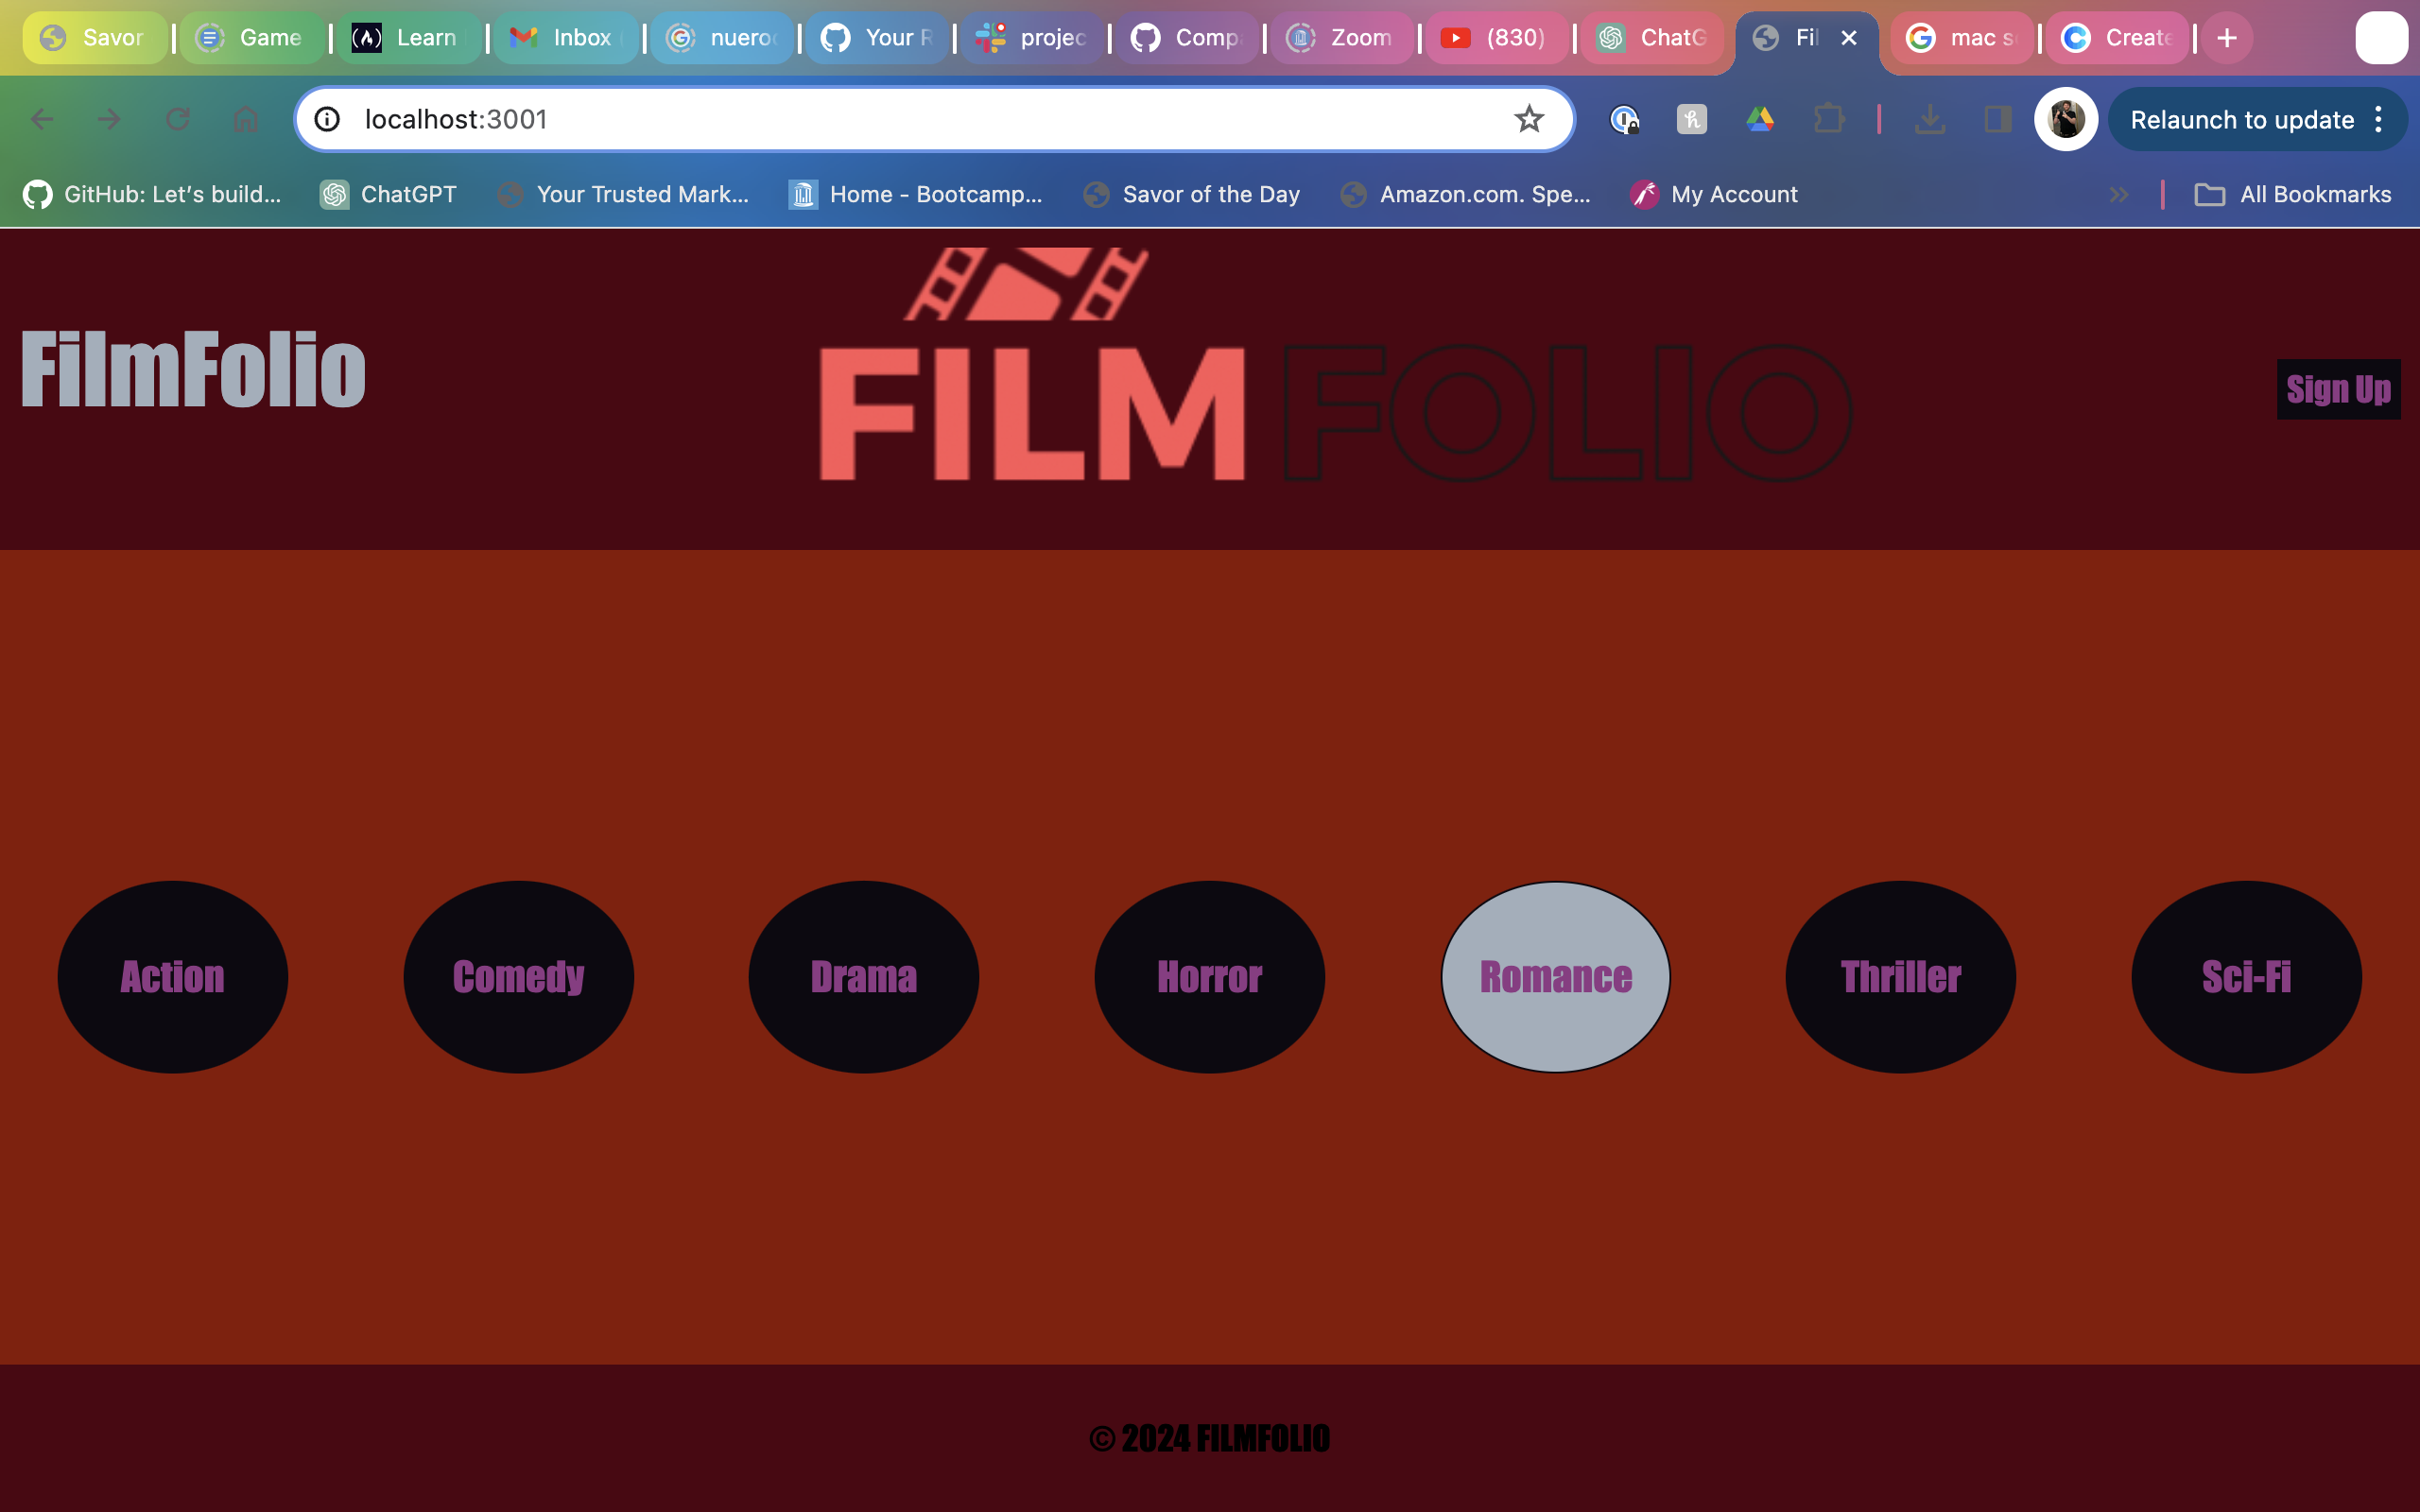 Savor Game Learn Inbox nueroc Your R projec Comp Zoom (830) ChatG Fil mac s Create
localhost:3001
Relaunch to update
GitHub: Let's build... ChatGPT Your Trusted Mark... Home - Bootcamp... Savor of the Day Amazon.com. Spe... My Account All Bookmarks
FilmFolio
FILM FOLIO
Sign Up
Action Comedy Drama Horror Romance Thriller Sci-Fi
© 2024 FILMFOLIO